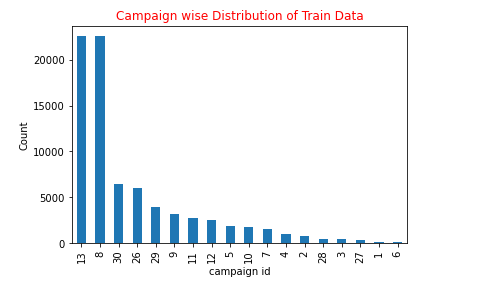 Campaign wise Distribution of Train Data
20000
15000
10000
5000
0
Count
13 8 30 26 29 9 11 12 5 10 7 4 2 28 3 27 1 6
campaign id